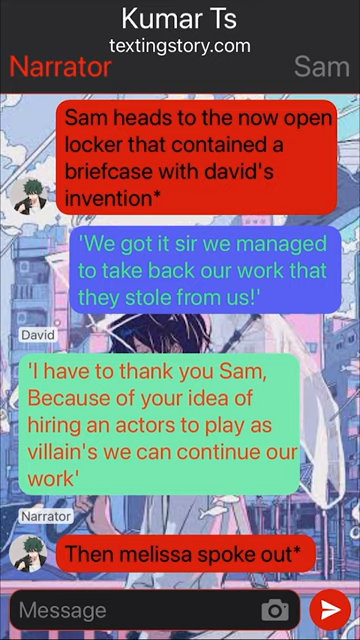 Kumar Ts
textingstory.com
Narrator
Sam
Sam heads to the now open
locker that contained a
briefcase with david's
invention*
'We got it sir we managed
to take back our work that
they stole from us!'
David
'I have to thank you Sam,
Because of your idea of
hiring an actors to play as
villain's we can continue our
work'
Narrator
Then melissa spoke out*
Message